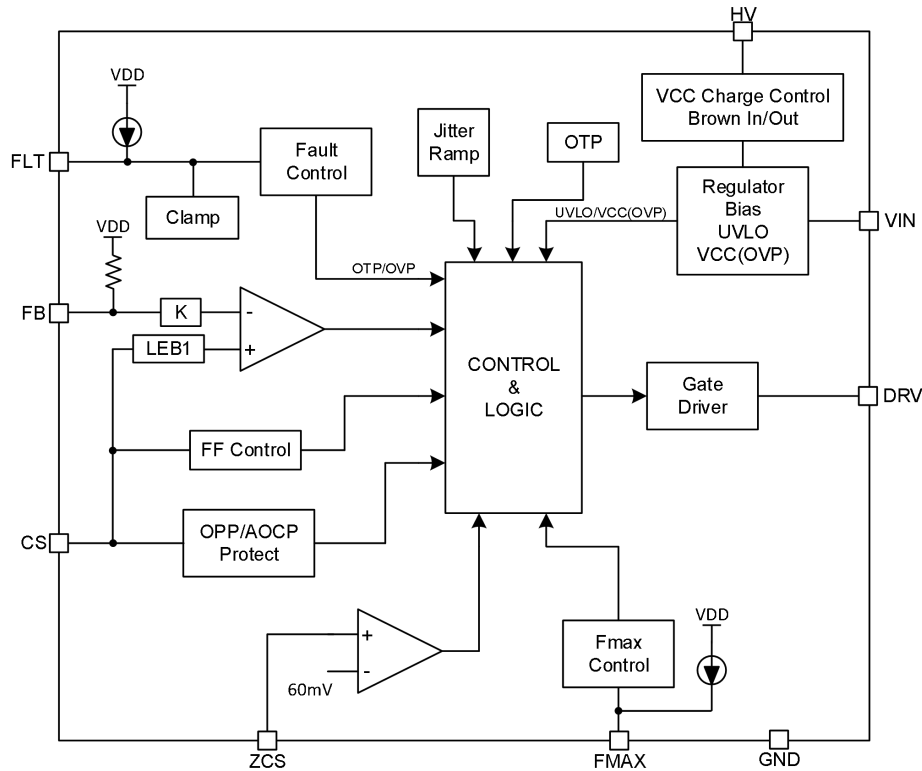 HV
VDD
VCC Charge Control
Brown In/Out
Jitter
Ramp
OTP
Fault
Control
FLT
Clamp
Regulator
Bias
UVLO
VCC(OVP)
UVLO/VCC(OVP)
VIN
VDD
OTP/OVP
FB
K
-
LEB1
+
CONTROL
&
LOGIC
Gate
Driver
DRV
FF Control
OPP/AOCP
Protect
CS
VDD
+
-
60mV
Fmax
Control
ZCS
FMAX
GND